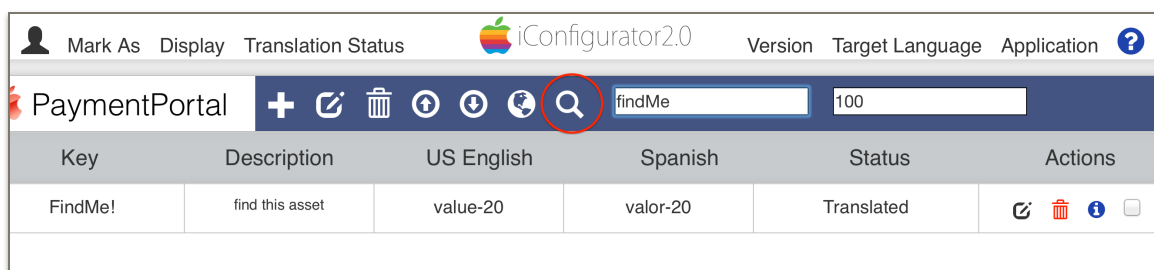 Mark As Display Translation Status iConfigurator2.0 Version Target Language Application ?
PaymentPortal findMe 100
Key Description US English Spanish Status Actions
FindMe! find this asset value-20 valor-20 Translated